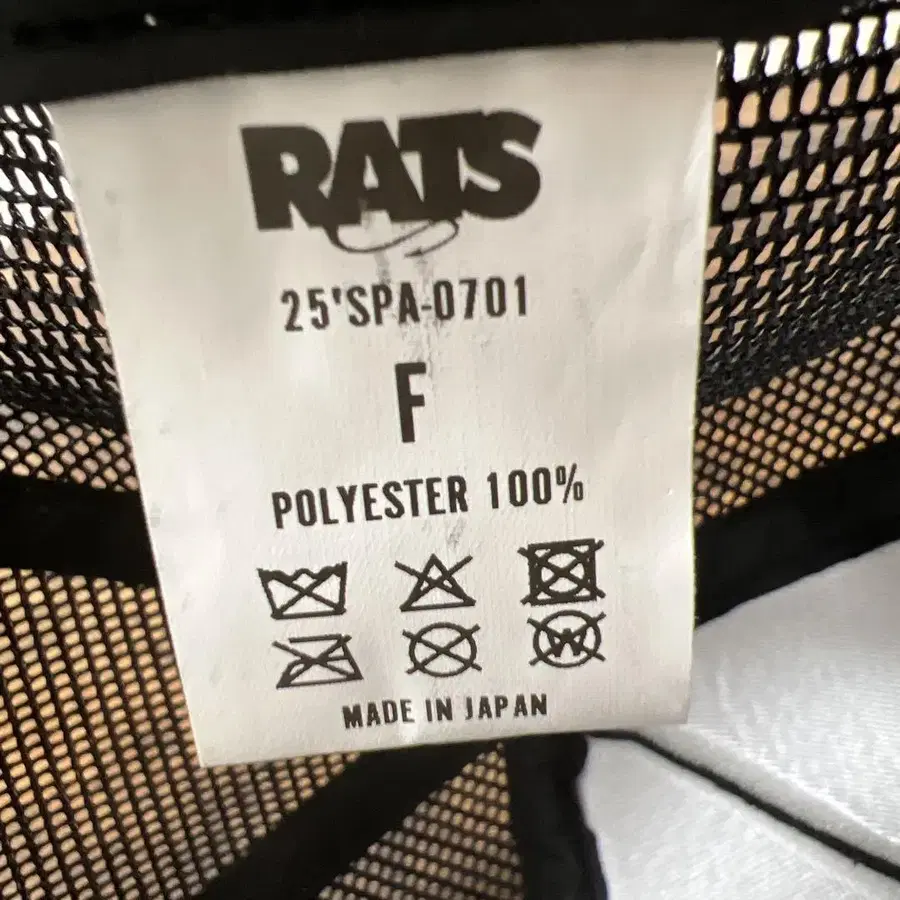 RATS
25'SPA-0701
F
POLYESTER 100%
W
MADE IN JAPAN